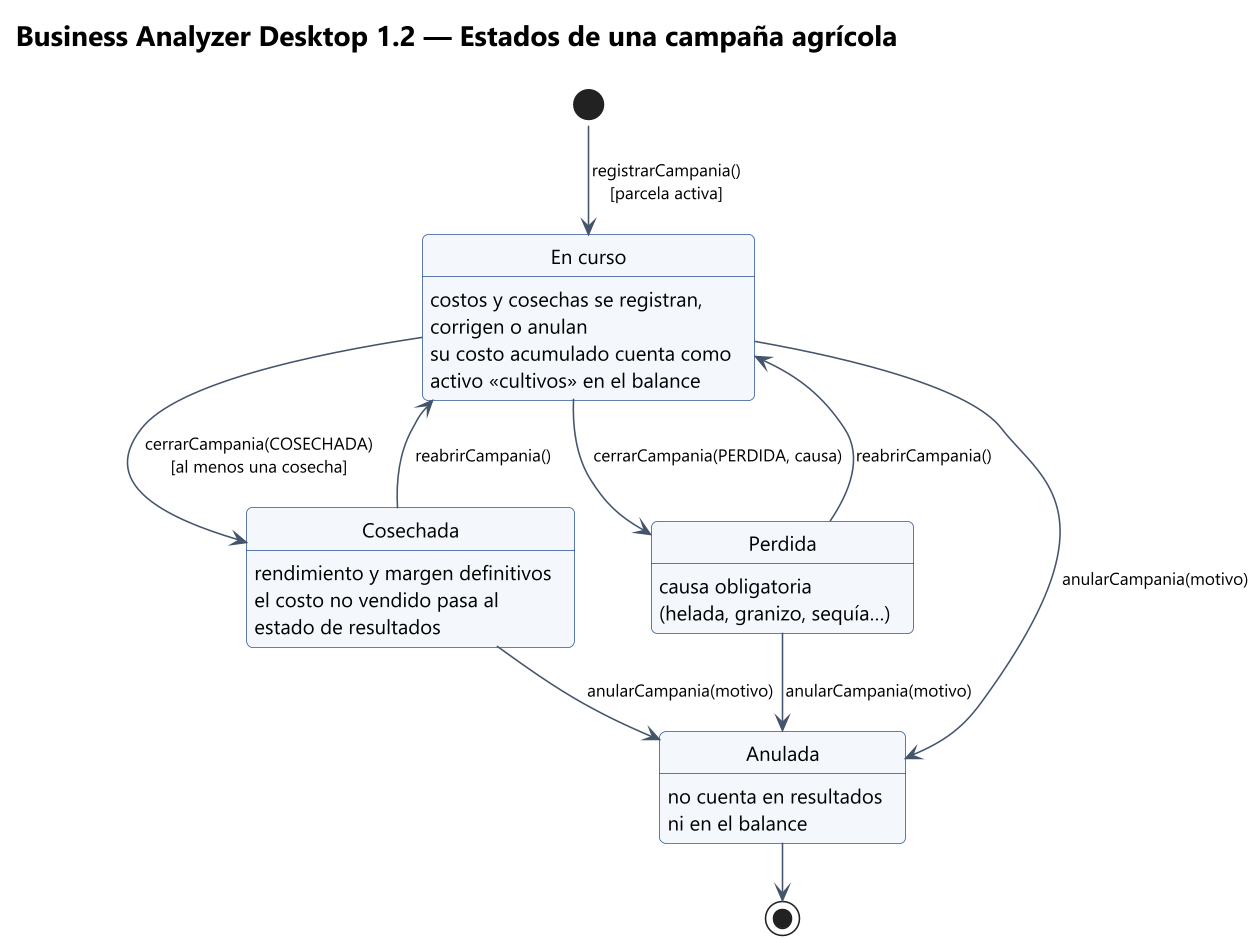 Business Analyzer Desktop 1.2 — Estados de una campaña agrícola
registrarCampania()
[parcela activa]
En curso
costos y cosechas se registran,
corrigen o anulan
su costo acumulado cuenta como
activo «cultivos» en el balance
cerrarCampania(COSECHADA)
[al menos una cosecha]
reabrirCampania()
cerrarCampania(PERDIDA, causa)
reabrirCampania()
Cosechada
rendimiento y margen definitivos
el costo no vendido pasa al
estado de resultados
Perdida
causa obligatoria
(helada, granizo, sequía...)
anularCampania(motivo)
anularCampania(motivo)
anularCampania(motivo)
Anulada
no cuenta en resultados
ni en el balance